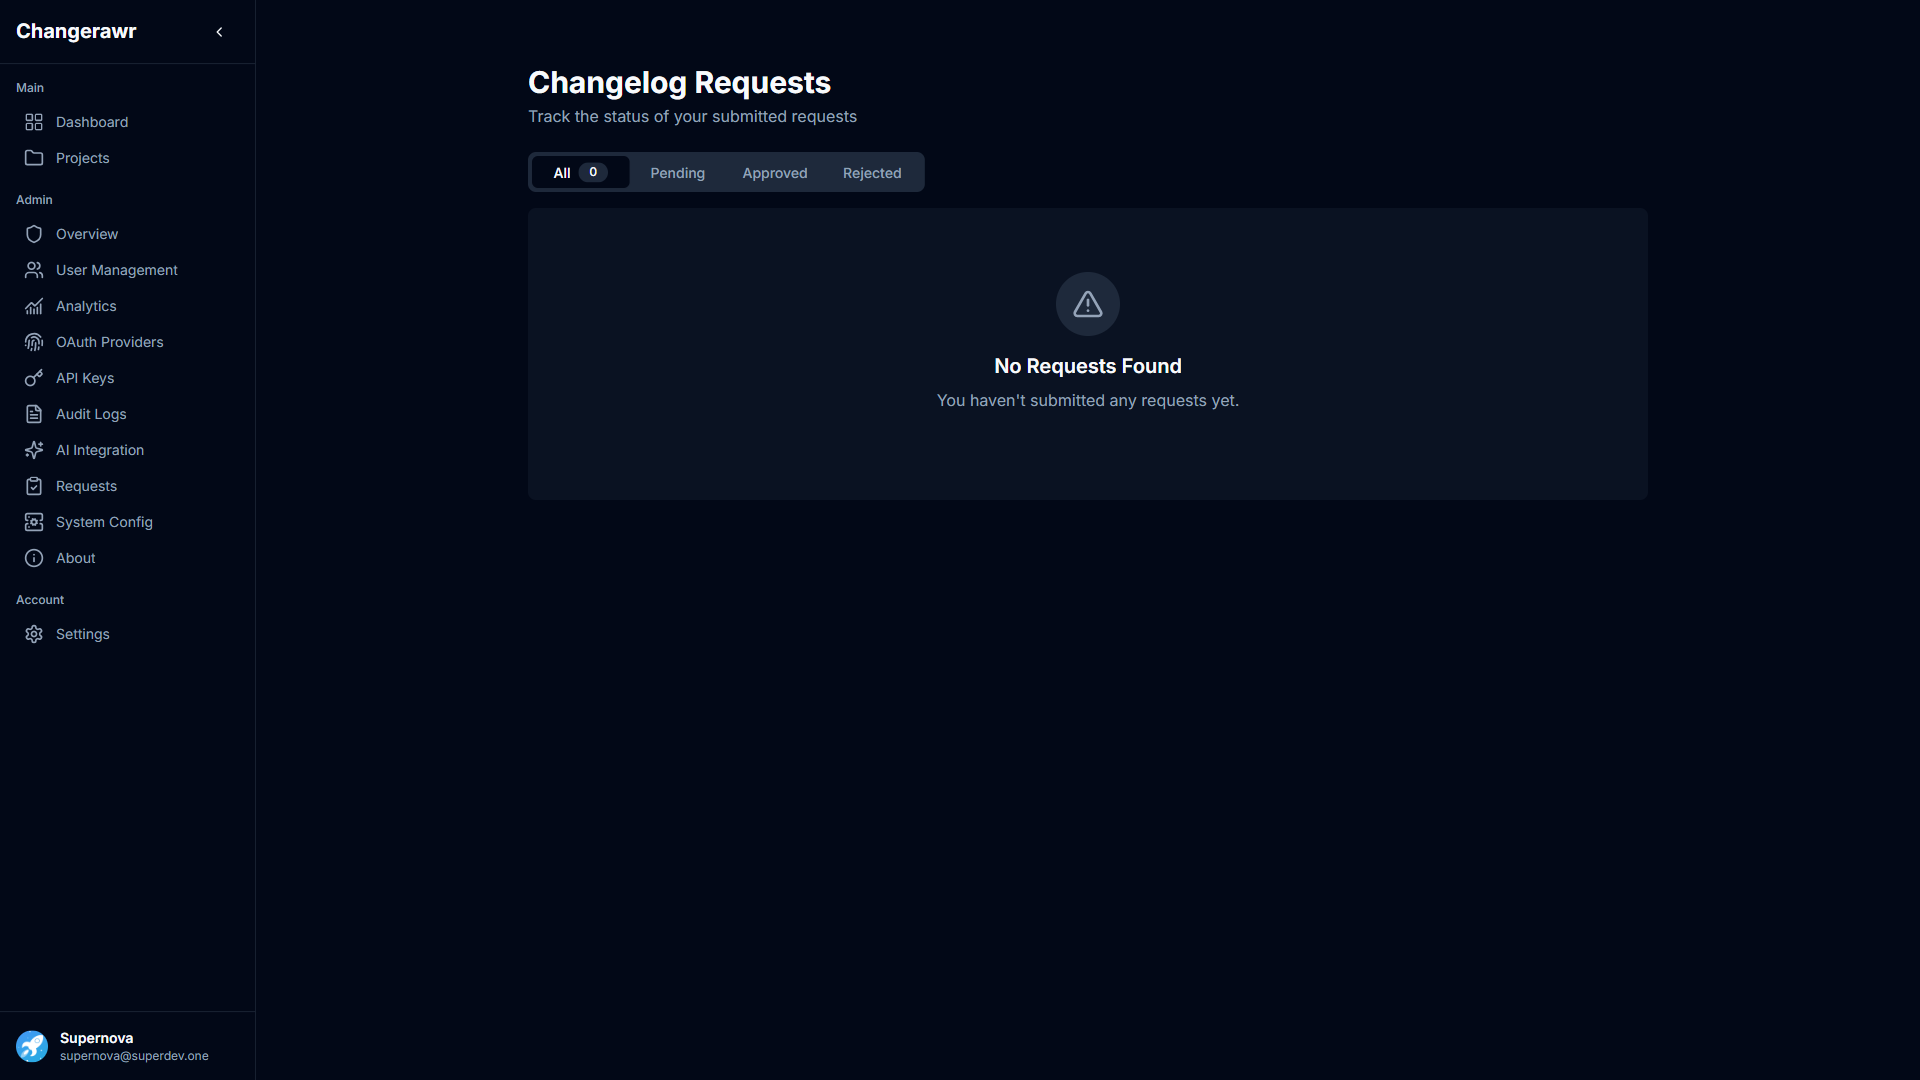 Changerawr
Main
Dashboard
Projects
Admin
Overview
User Management
Analytics
OAuth Providers
API Keys
Audit Logs
AI Integration
Requests
System Config
About
Account
Settings
Supernova
supernova@superdev.one
Changelog Requests
Track the status of your submitted requests
All 0 Pending Approved Rejected
No Requests Found
You haven't submitted any requests yet.